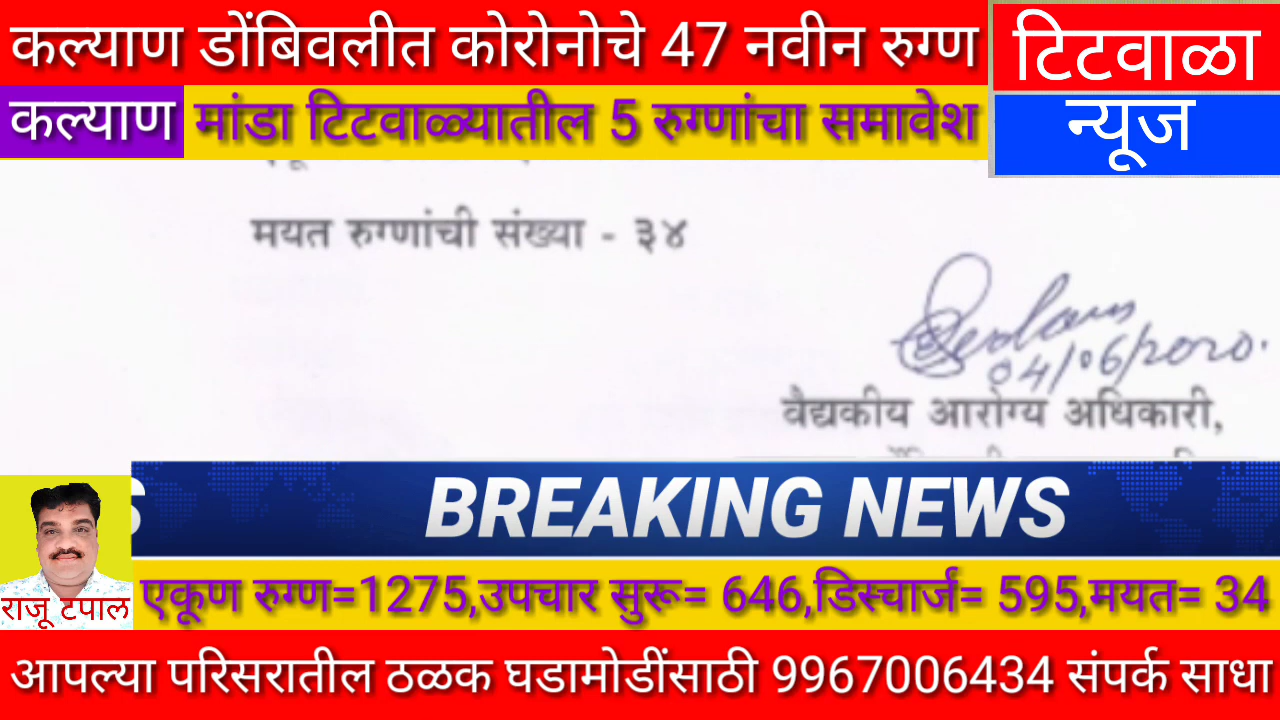 कल्याण डोंबिवलीत कोरोनोचे 47 नवीन रुग्ण
टिटवाळा
न्यूज
कल्याण
मांडा टिटवाळ्यातील 5 रुग्णांचा समावेश
मयत रुग्णांची संख्या - ३४
04/06/2020.
वैद्यकीय आरोग्य अधिकारी,
BREAKING NEWS
राजू टपाल
एकूण रुग्ण=1275,उपचार सुरू= 646,डिस्चार्ज= 595,मयत= 34
आपल्या परिसरातील ठळक घडामोडींसाठी 9967006434 संपर्क साधा